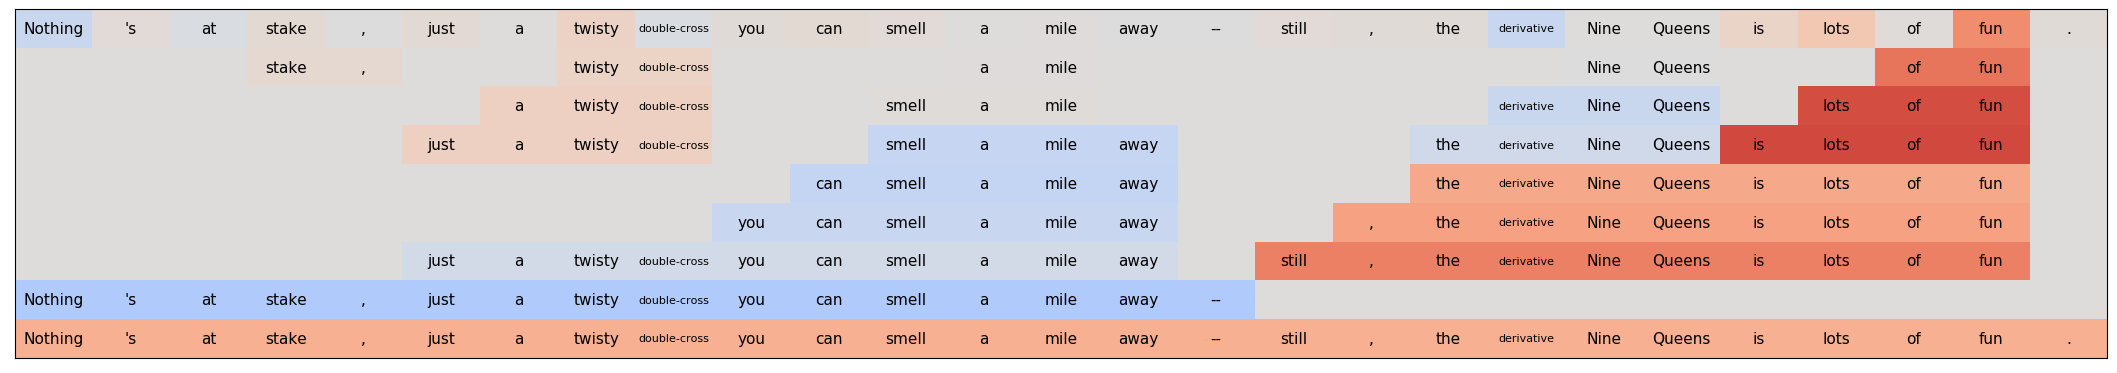 Nothing 's at stake , just a twisty double-cross you can smell a mile away -- still , the derivative Nine Queens is lots of fun .
stake , twisty double-cross a mile Nine Queens of fun
a twisty double-cross smell a mile derivative Nine Queens lots of fun
just a twisty double-cross smell a mile away the derivative Nine Queens is lots of fun
can smell a mile away the derivative Nine Queens is lots of fun
you can smell a mile away , the derivative Nine Queens is lots of fun
just a twisty double-cross you can smell a mile away still , the derivative Nine Queens is lots of fun
Nothing 's at stake , just a twisty double-cross you can smell a mile away --
Nothing 's at stake , just a twisty double-cross you can smell a mile away -- still , the derivative Nine Queens is lots of fun .